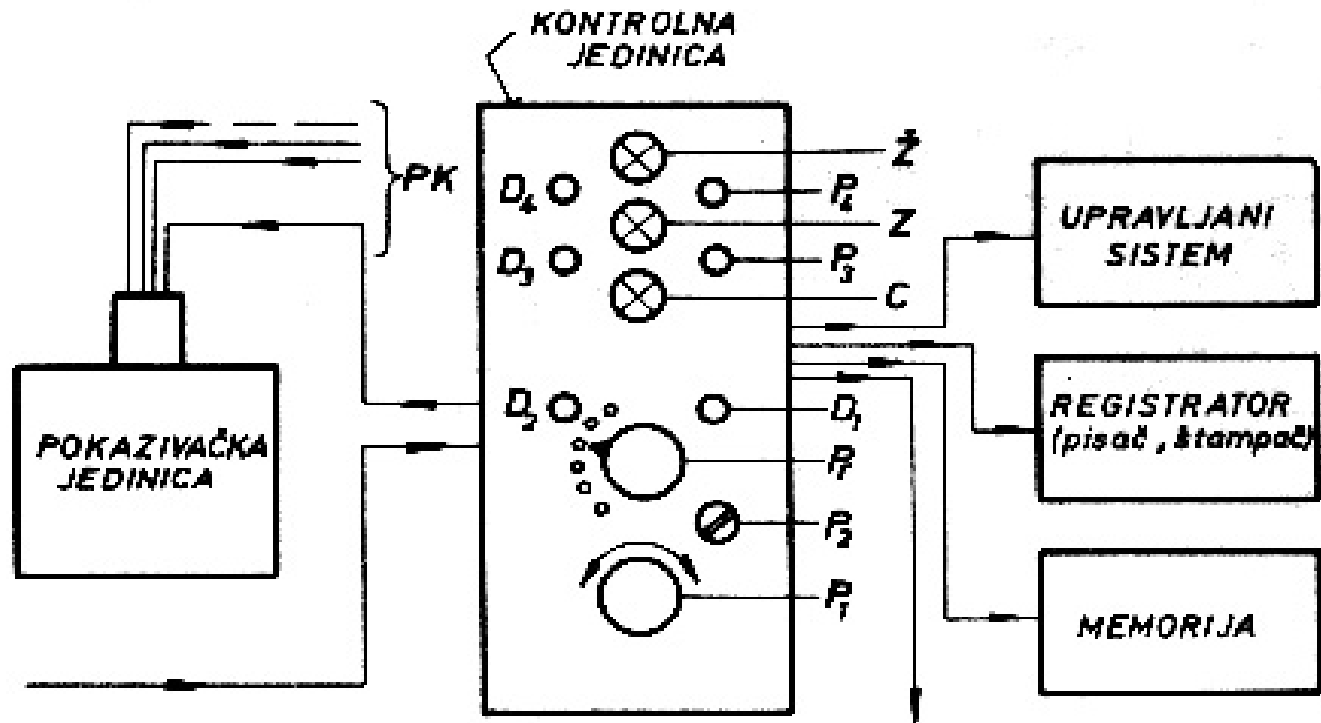 KONTROLNA
JEDINICA
PK
Ž
D4
P4
Z
D3
P3
C
D2
D1
P2
P1
POKAZIVAČKA
JEDINICA
UPRAVLJANI
SISTEM
REGISTRATOR
(pisač, štampač)
MEMORIJA